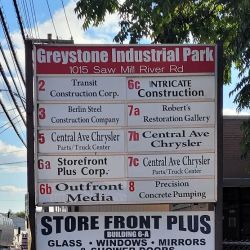 Greystone Industrial Park
1015 Saw Mill River Rd
2 Transit
Construction Corp.
6c INTRICATE
Construction
3 Berlin Steel
Construction Company
7a Robert's
Restoration Gallery
5 Central Ave Chrysler
Parts/Truck Center
7b Central Ave
Chrysler
6a Storefront
Plus Corp.
7c Central Ave Chrysler
Parts/Truck Center
6b Outfront
Media
8 Precision
Concrete Pumping
STORE FRONT PLUS
BUILDING 6-A
GLASS • WINDOWS • MIRRORS
& SHOWER DOORS